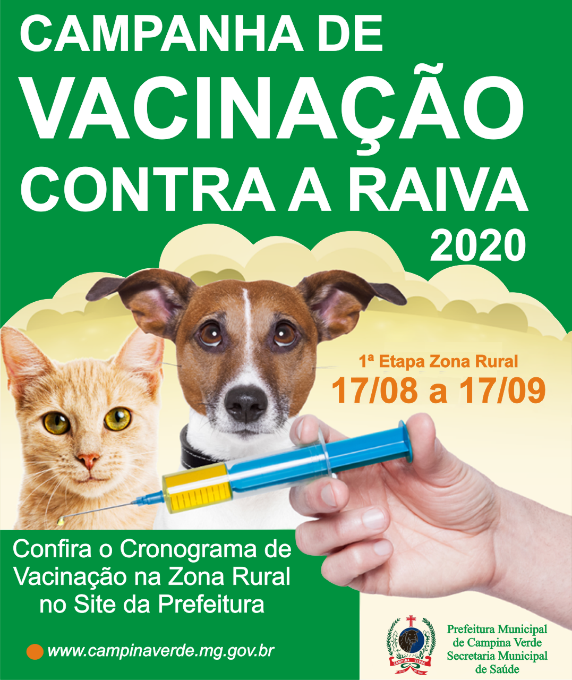 CAMPANHA DE
VACINAÇÃO
CONTRA A RAIVA
2020
1ª Etapa Zona Rural
17/08 a 17/09
Confira o Cronograma de
Vacinação na Zona Rural
no Site da Prefeitura
www.campinaverde.mg.gov.br
Prefeitura Municipal
de Campina Verde
Secretaria Municipal
de Saúde